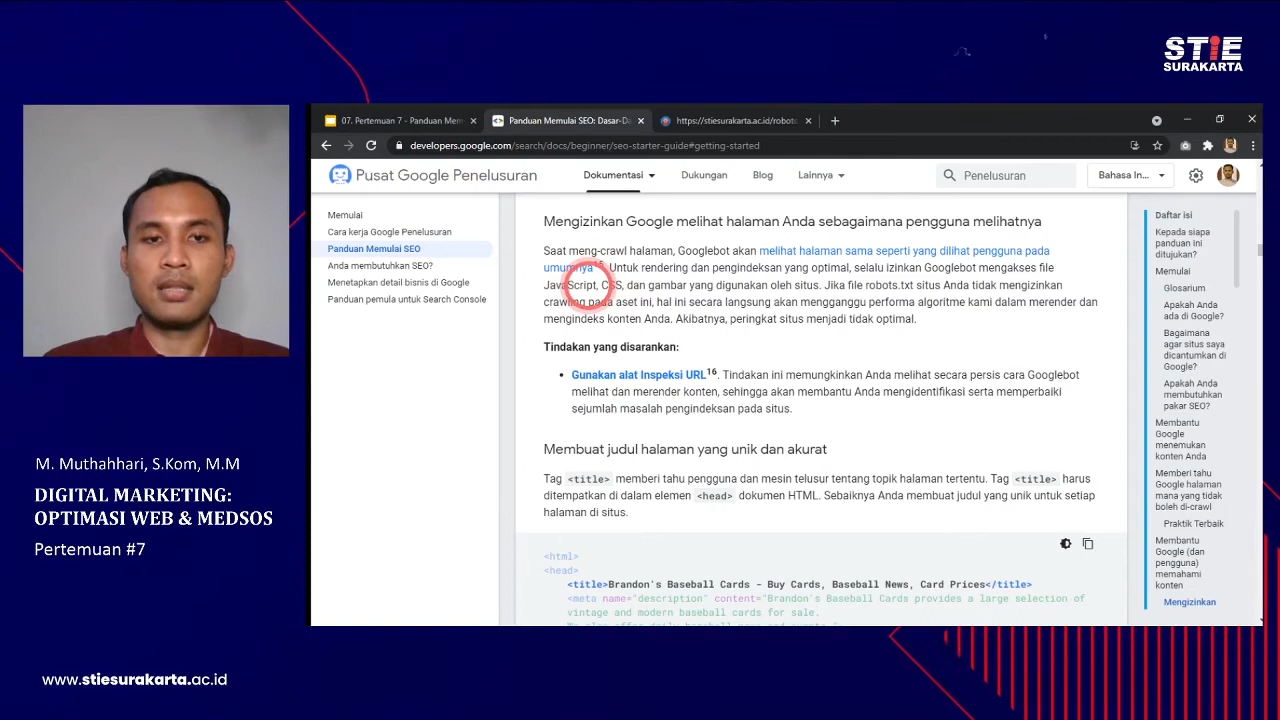 STIE
SURAKARTA
07. Pertemuan 7 - Panduan Mem
Panduan Memulai SEO: Dasar-Da
https://stiesurakarta.ac.id/robots
developers.google.com/search/docs/beginner/seo-starter-guide#getting-started
Pusat Google Penelusuran
Dokumentasi
Dukungan
Blog
Lainnya
Penelusuran
Bahasa In...
Memulai
Cara kerja Google Penelusuran
Panduan Memulai SEO
Anda membutuhkan SEO?
Menetapkan detail bisnis di Google
Panduan pemula untuk Search Console
Mengizinkan Google melihat halaman Anda sebagaimana pengguna melihatnya
Saat meng-crawl halaman, Googlebot akan melihat halaman sama seperti yang dilihat pengguna pada
umumnya15. Untuk rendering dan pengindeksan yang optimal, selalu izinkan Googlebot mengakses file
JavaScript, CSS, dan gambar yang digunakan oleh situs. Jika file robots.txt situs Anda tidak mengizinkan
crawling pada aset ini, hal ini secara langsung akan mengganggu performa algoritme kami dalam merender dan
mengindeks konten Anda. Akibatnya, peringkat situs menjadi tidak optimal.
Tindakan yang disarankan:
• Gunakan alat Inspeksi URL16. Tindakan ini memungkinkan Anda melihat secara persis cara Googlebot
melihat dan merender konten, sehingga akan membantu Anda mengidentifikasi serta memperbaiki
sejumlah masalah pengindeksan pada situs.
Membuat judul halaman yang unik dan akurat
Tag <title> memberi tahu pengguna dan mesin telusur tentang topik halaman tertentu. Tag <title> harus
ditempatkan di dalam elemen <head> dokumen HTML. Sebaiknya Anda membuat judul yang unik untuk setiap
halaman di situs.
<html>
<head>
<title>Brandon's Baseball Cards - Buy Cards, Baseball News, Card Prices</title>
<meta name="description" content="Brandon's Baseball Cards provides a large selection of
vintage and modern baseball cards for sale.
Daftar isi
Kepada siapa
panduan ini
ditujukan?
Memulai
Glosarium
Apakah Anda
ada di Google?
Bagaimana
agar situs saya
dicantumkan di
Google?
Apakah Anda
membutuhkan
pakar SEO?
Membantu
Google
menemukan
konten Anda
Memberi tahu
Google halaman
mana yang tidak
boleh di-crawl
Praktik Terbaik
Membantu
Google (dan
pengguna)
memahami
konten
Mengizinkan
M. Muthahhari, S.Kom, M.M
DIGITAL MARKETING:
OPTIMASI WEB & MEDSOS
Pertemuan #7
www.stiesurakarta.ac.id